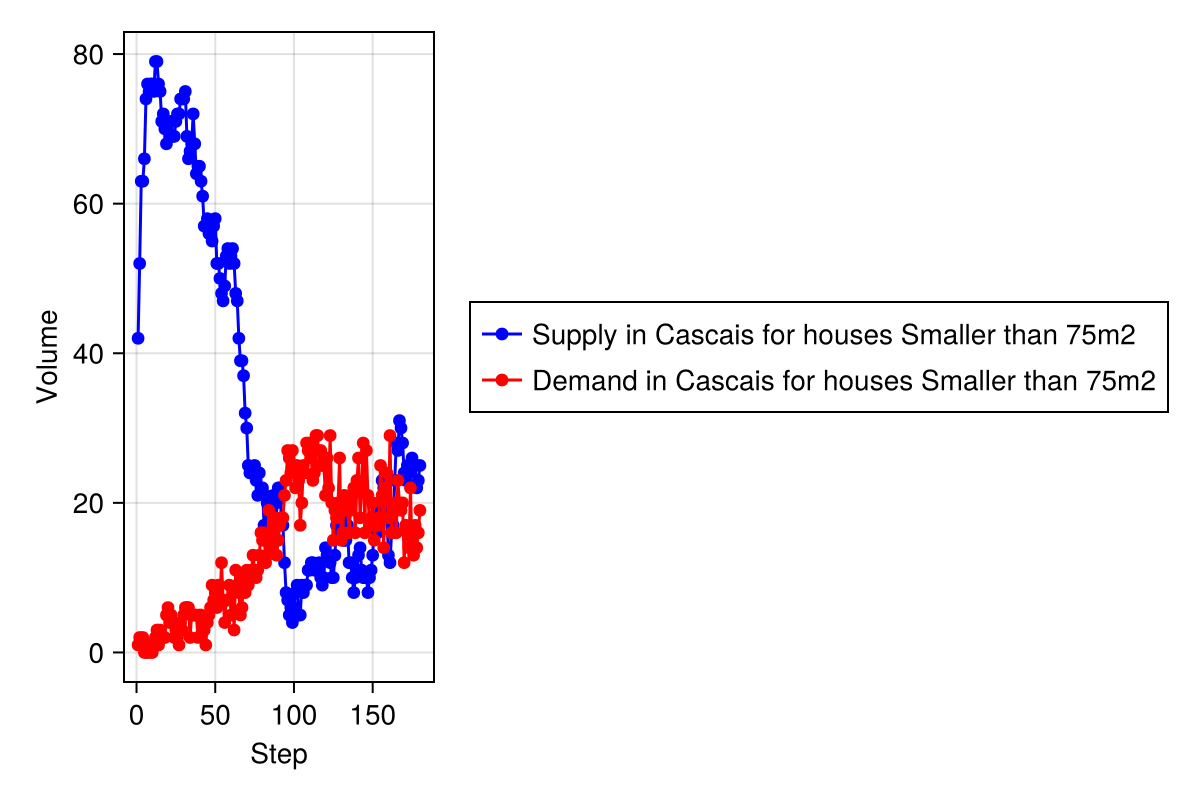 80
60
40
20
0
Volume
0 50 100 150
Step
Supply in Cascais for houses Smaller than 75m2
Demand in Cascais for houses Smaller than 75m2